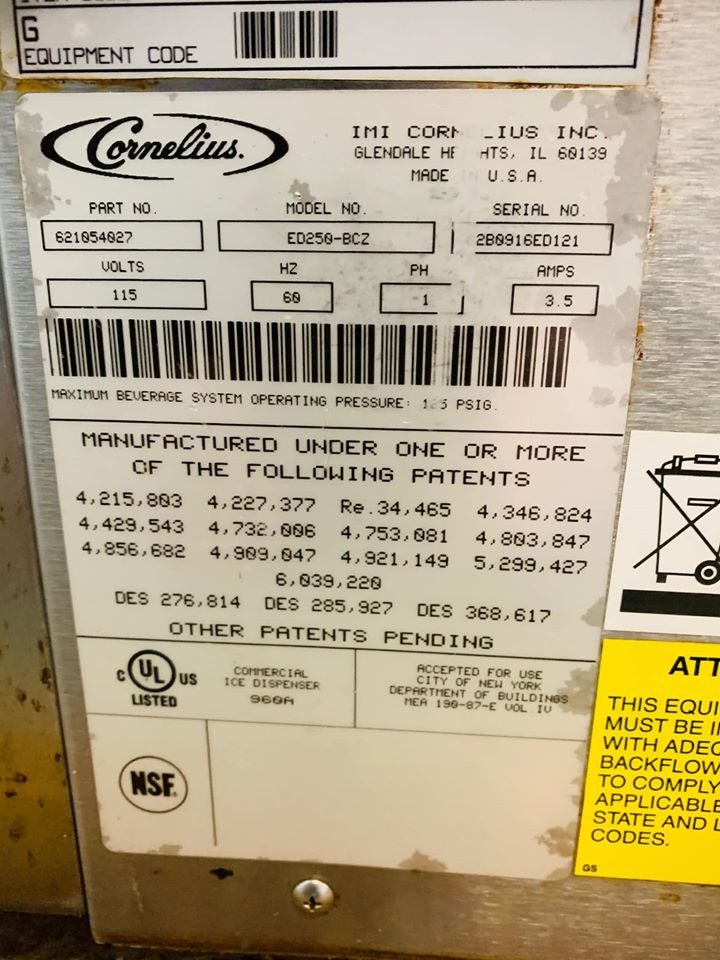 G
EQUIPMENT CODE
Cornelius.
IMI CORN LIUS INC.
GLENDALE HE HTS, IL 60139
MADE U.S.A.
PART NO. MODEL NO. SERIAL NO.
621054027 ED250-BCZ 2B0916ED121
VOLTS HZ PH AMPS
115 60 1 3.5
MAXIMUM BEVERAGE SYSTEM OPERATING PRESSURE: PSIG.
MANUFACTURED UNDER ONE OR MORE
OF THE FOLLOWING PATENTS
4,215,803 4,227,377 Re.34,465 4,346,824
4,429,543 4,732,006 4,753,081 4,803,847
4,856,682 4,909,047 4,921,149 5,299,427
6,039,220
DES 276,814 DES 285,927 DES 368,617
OTHER PATENTS PENDING
C UL US
LISTED
COMMERCIAL
ICE DISPENSER
960A
ACCEPTED FOR USE
CITY OF NEW YORK
DEPARTMENT OF BUILDINGS
MEA 190-87-E VOL.IV
NSF.
ATT
THIS EQUI
MUST BE I
WITH ADEC
BACKFLOW
TO COMPLY
APPLICABLE
STATE AND L
CODES.
GS